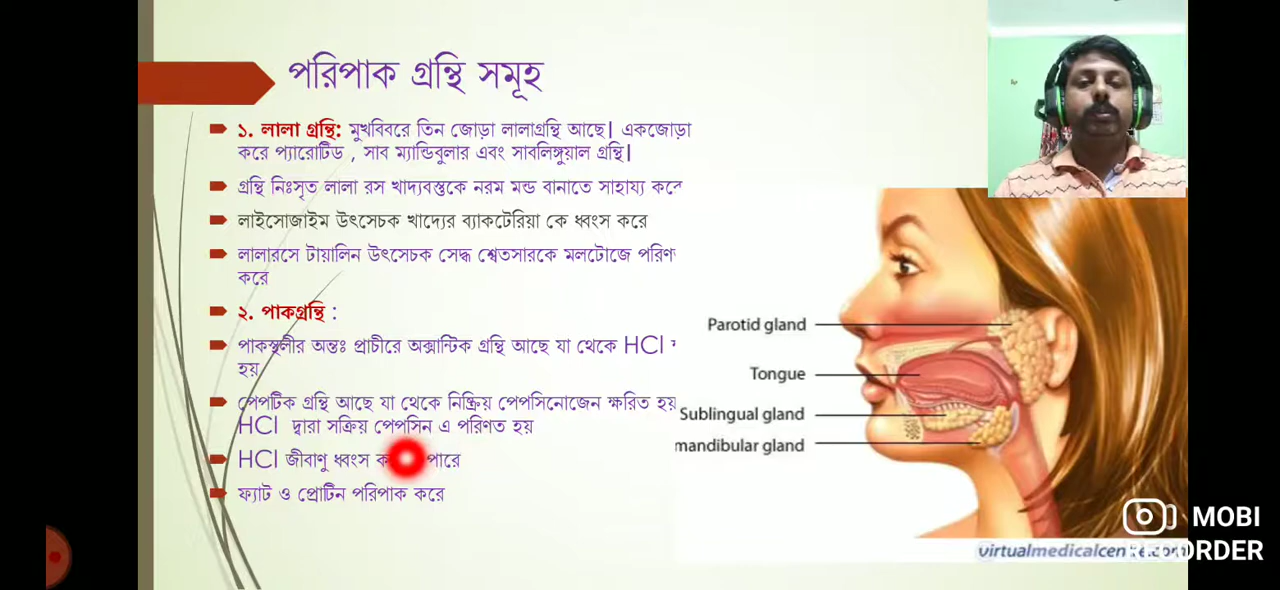 পরিপাক গ্রন্থি সমূহ
১. লালা গ্রন্থি: মুখবিবরে তিন জোড়া লালাগ্রন্থি আছে। একজোড়া
করে প্যারোটিড , সাব ম্যান্ডিবুলার এবং সাবলিঙ্গুয়াল গ্রন্থি।
গ্রন্থি নিঃসৃত লালা রস খাদ্যবস্তুকে নরম মন্ড বানাতে সাহায্য
লাইসোজাইম উৎসেচক খাদ্যের ব্যাকটেরিয়া কে ধ্বংস করে
লালারসে টায়ালিন উৎসেচক সেদ্ধ শ্বেতসারকে মলটোজে
করে
২. পাকগ্রন্থি :
পাকস্থলীর অন্তঃ প্রাচীরে অক্সান্টিক গ্রন্থি আছে যা থেকে HCl
হয়
পেপটিক গ্রন্থি আছে যা থেকে নিষ্ক্রিয় পেপসিনোজেন ক্ষরিত হয়
HCl দ্বারা সক্রিয় পেপসিন এ পরিণত হয়
HCl জীবাণু ধ্বংস পারে
ফ্যাট ও প্রোটিন পরিপাক করে
Parotid gland
Tongue
Sublingual gland
mandibular gland
virtualmedicalcentre.com
MOBI
RECORDER